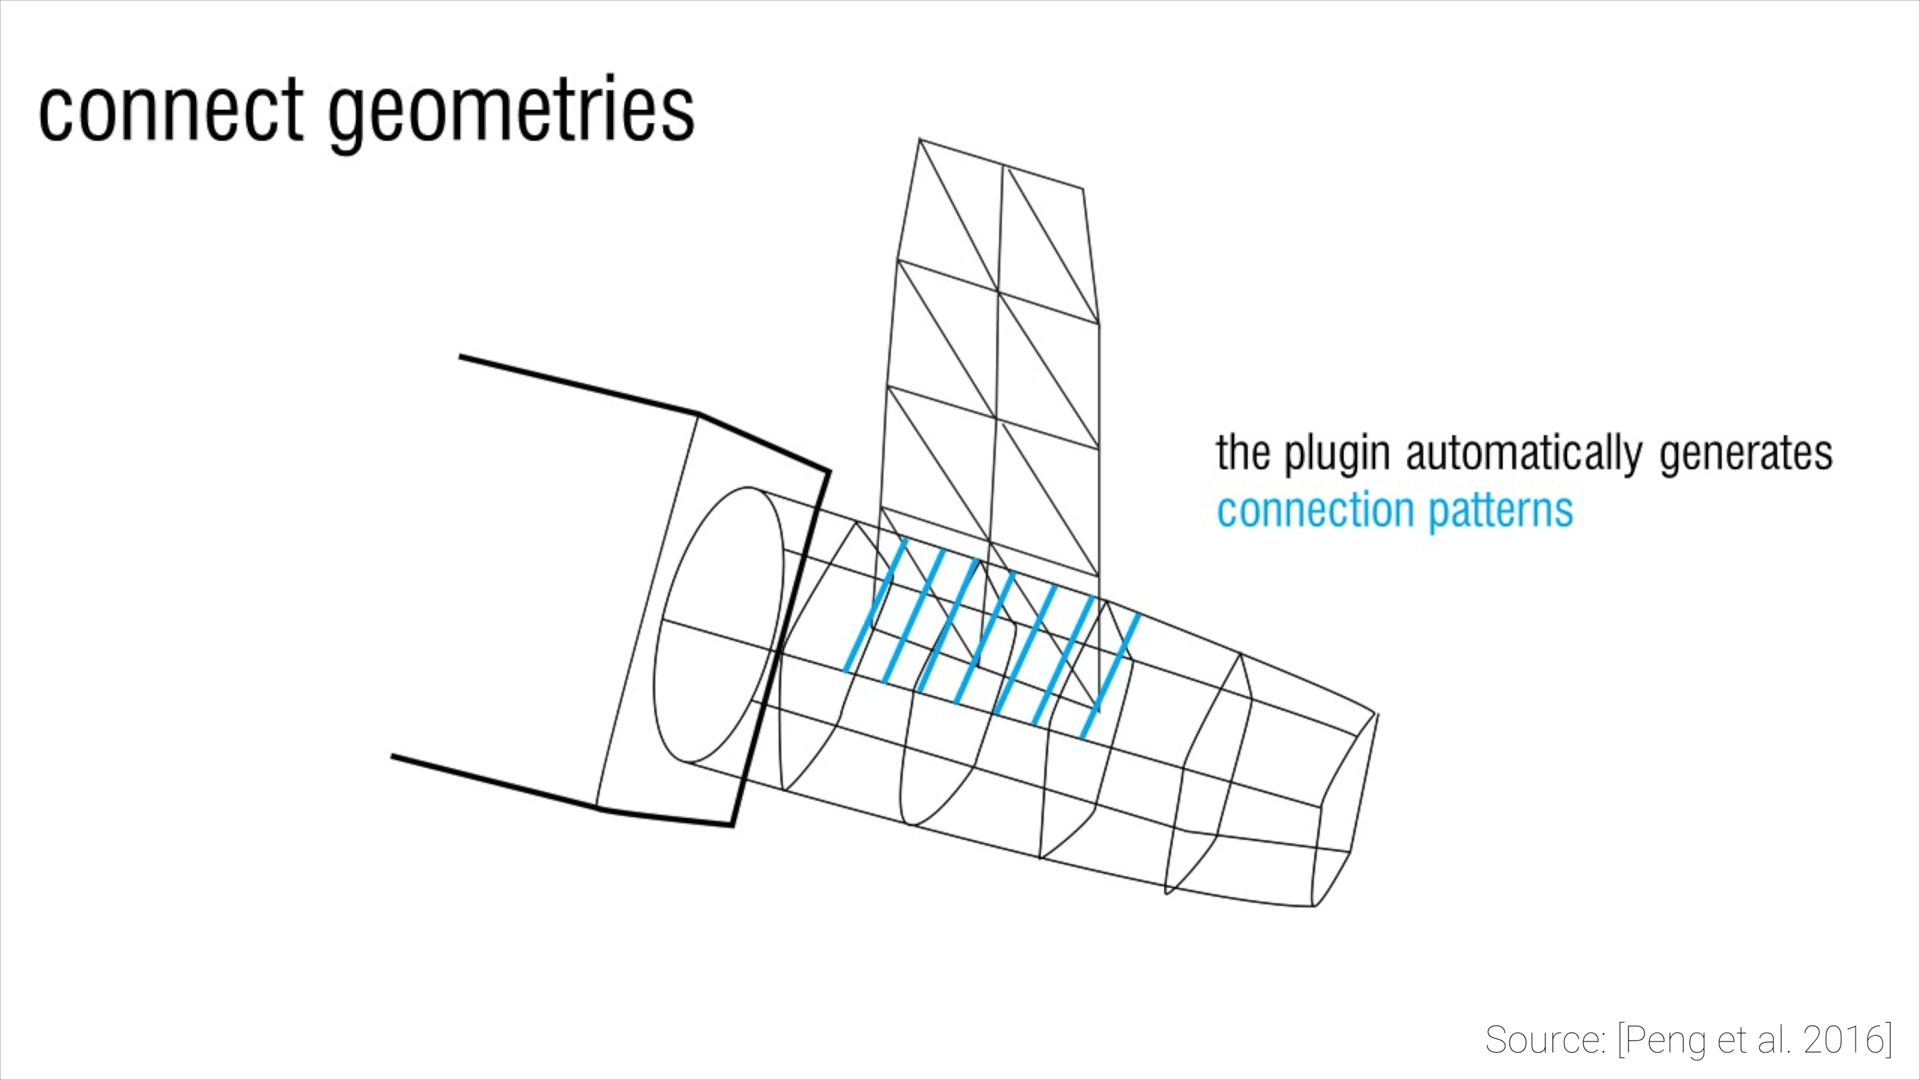 connect geometries
the plugin automatically generates
connection patterns
Source: [Peng et al. 2016]